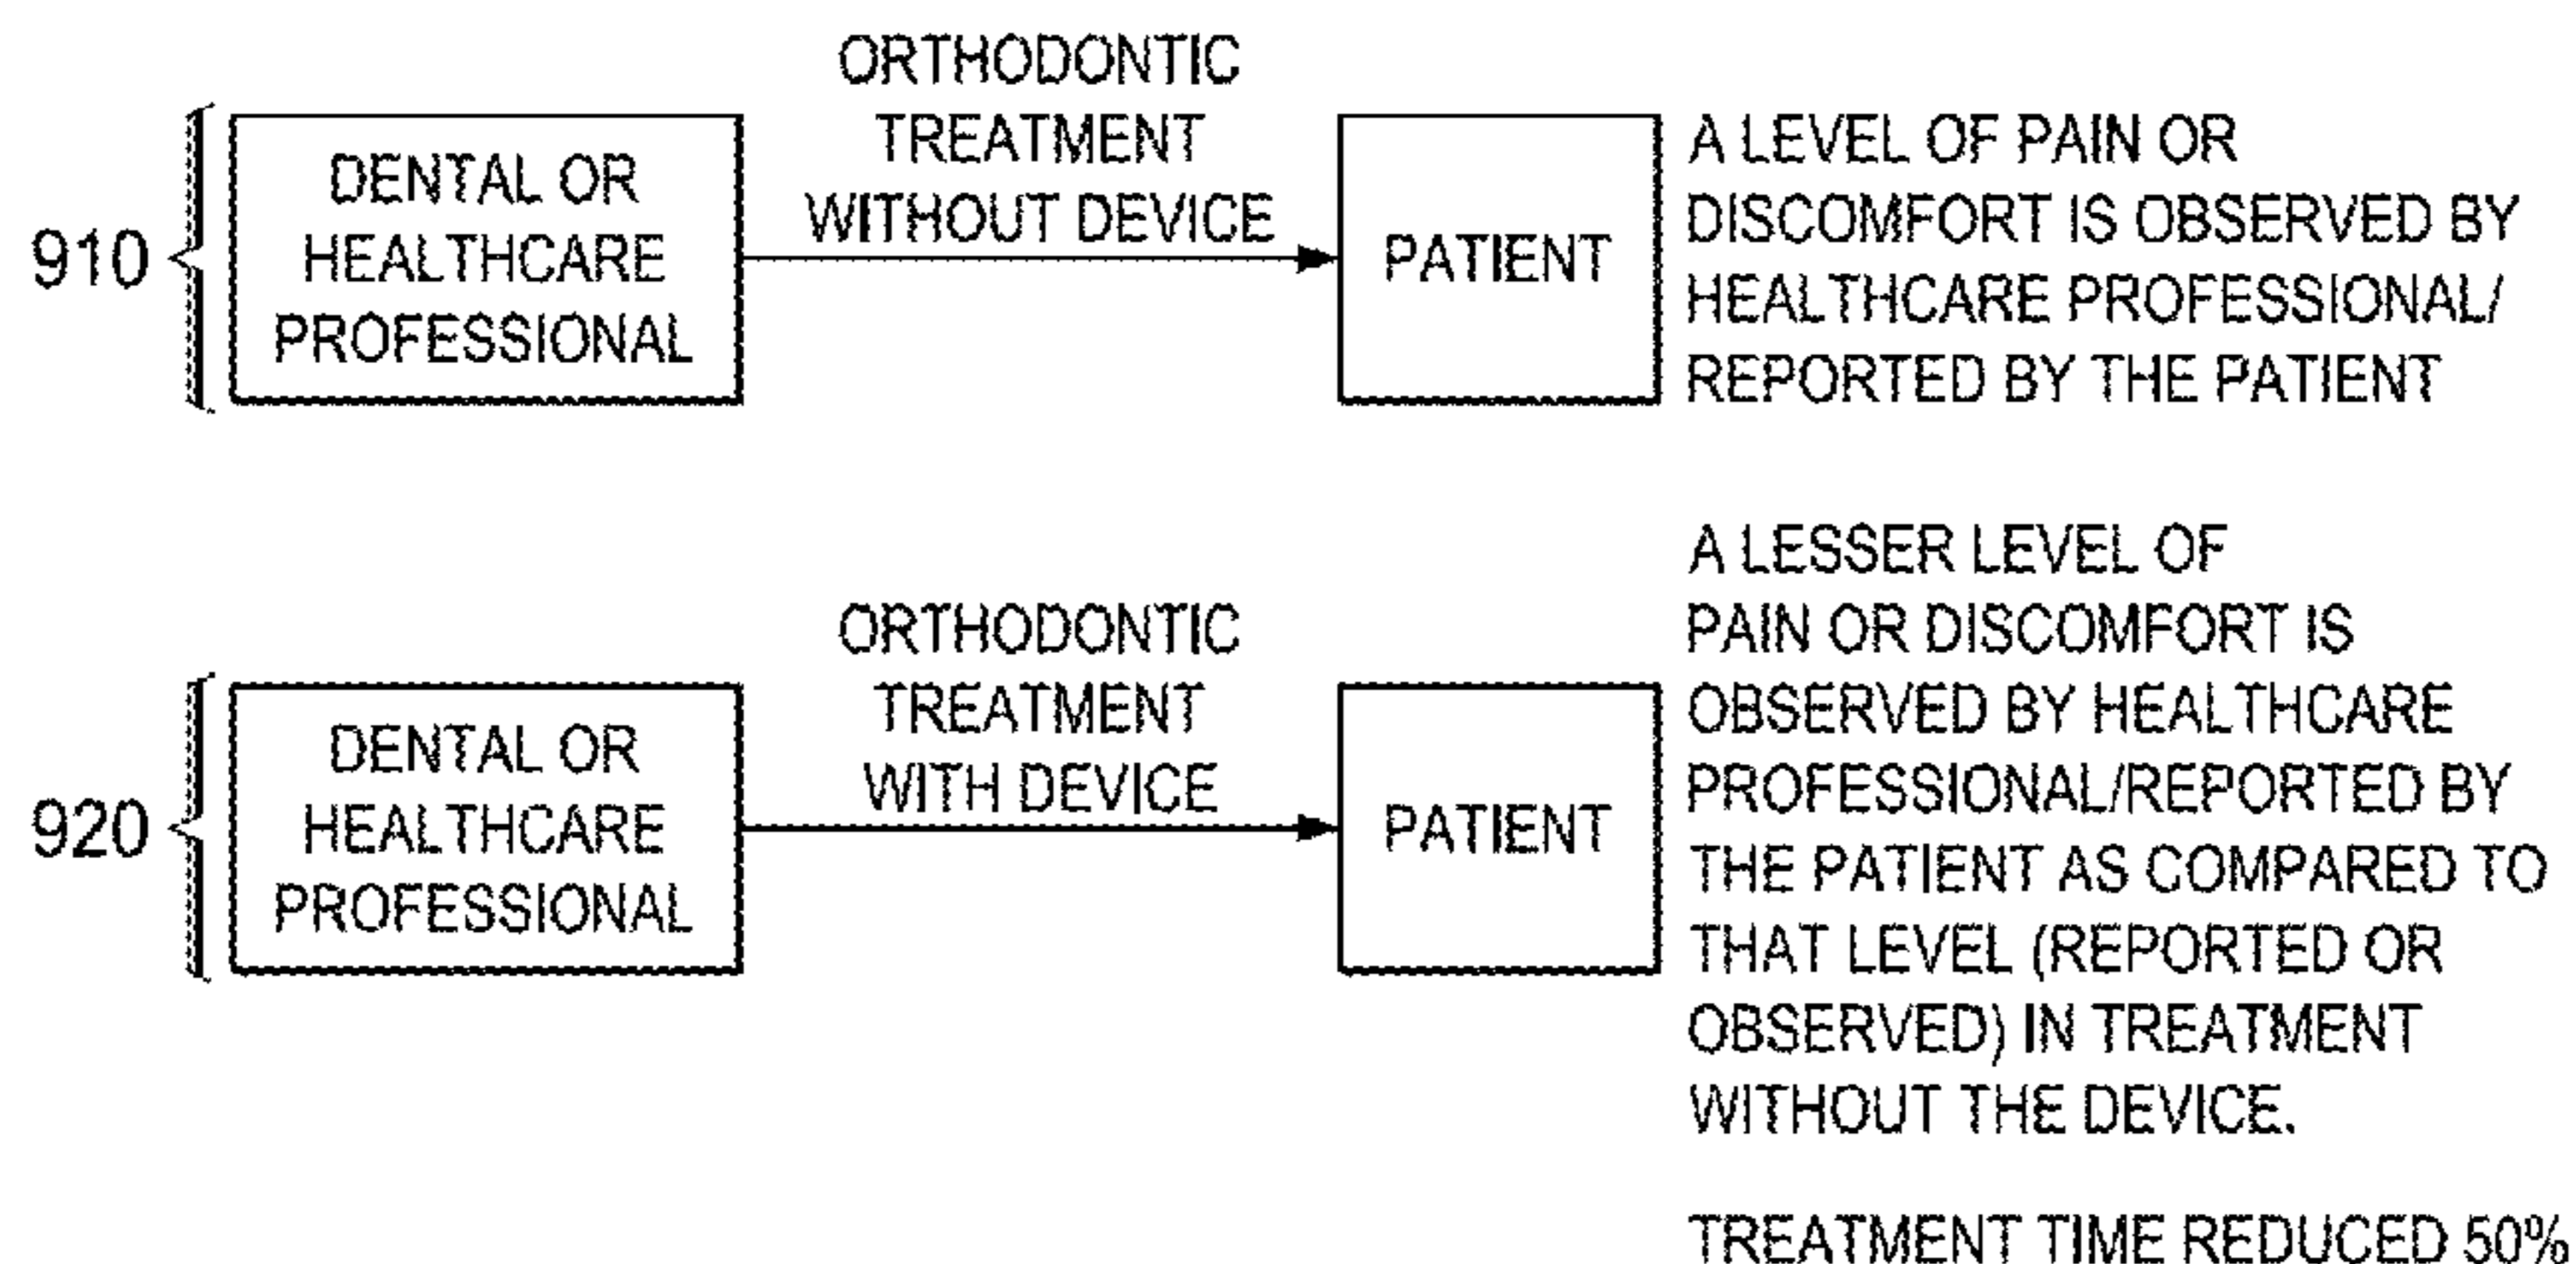 910
DENTAL OR
HEALTHCARE
PROFESSIONAL
ORTHODONTIC
TREATMENT
WITHOUT DEVICE
PATIENT
A LEVEL OF PAIN OR
DISCOMFORT IS OBSERVED BY
HEALTHCARE PROFESSIONAL/
REPORTED BY THE PATIENT
920
DENTAL OR
HEALTHCARE
PROFESSIONAL
ORTHODONTIC
TREATMENT
WITH DEVICE
PATIENT
A LESSER LEVEL OF
PAIN OR DISCOMFORT IS
OBSERVED BY HEALTHCARE
PROFESSIONAL/REPORTED BY
THE PATIENT AS COMPARED TO
THAT LEVEL (REPORTED OR
OBSERVED) IN TREATMENT
WITHOUT THE DEVICE.
TREATMENT TIME REDUCED 50%